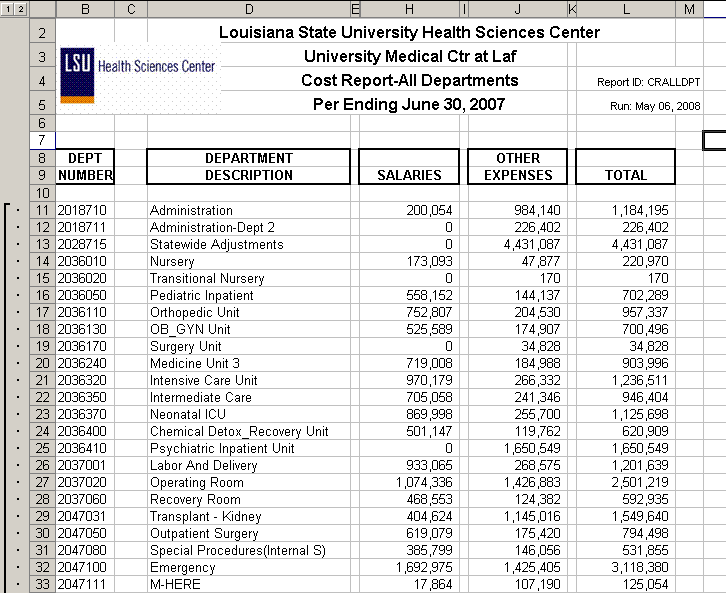 1 2 B C D E H I J K L M
2 Louisiana State University Health Sciences Center
3 University Medical Ctr at Laf
LSU Health Sciences Center
4 Cost Report-All Departments Report ID: CRALLDPT
5 Per Ending June 30, 2007 Run: May 06, 2008
6
7
8 DEPT DEPARTMENT OTHER
9 NUMBER DESCRIPTION SALARIES EXPENSES TOTAL
10
11 2018710 Administration 200,054 984,140 1,184,195
12 2018711 Administration-Dept 2 0 226,402 226,402
13 2028715 Statewide Adjustments 0 4,431,087 4,431,087
14 2036010 Nursery 173,093 47,877 220,970
15 2036020 Transitional Nursery 0 170 170
16 2036050 Pediatric Inpatient 558,152 144,137 702,289
17 2036110 Orthopedic Unit 752,807 204,530 957,337
18 2036130 OB_GYN Unit 525,589 174,907 700,496
19 2036170 Surgery Unit 0 34,828 34,828
20 2036240 Medicine Unit 3 719,008 184,988 903,996
21 2036320 Intensive Care Unit 970,179 266,332 1,236,511
22 2036350 Intermediate Care 705,058 241,346 946,404
23 2036370 Neonatal ICU 869,998 255,700 1,125,698
24 2036400 Chemical Detox_Recovery Unit 501,147 119,762 620,909
25 2036410 Psychiatric Inpatient Unit 0 1,650,549 1,650,549
26 2037001 Labor And Delivery 933,065 268,575 1,201,639
27 2037020 Operating Room 1,074,336 1,426,883 2,501,219
28 2037060 Recovery Room 468,553 124,382 592,935
29 2047031 Transplant - Kidney 404,624 1,145,016 1,549,640
30 2047050 Outpatient Surgery 619,079 175,420 794,498
31 2047080 Special Procedures(Internal S) 385,799 146,056 531,855
32 2047100 Emergency 1,692,975 1,425,405 3,118,380
33 2047111 M-HERE 17,864 107,190 125,054